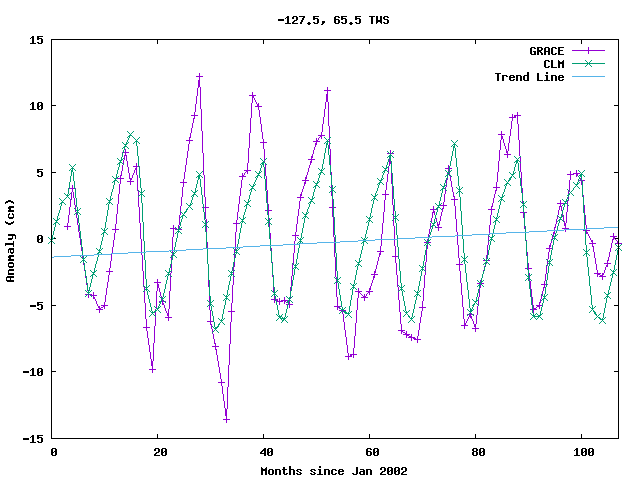 -127.5, 65.5 TWS
GRACE
CLM
Trend Line
15
10
5
0
-5
-10
-15
Anomaly (cm)
0 20 40 60 80 100
Months since Jan 2002